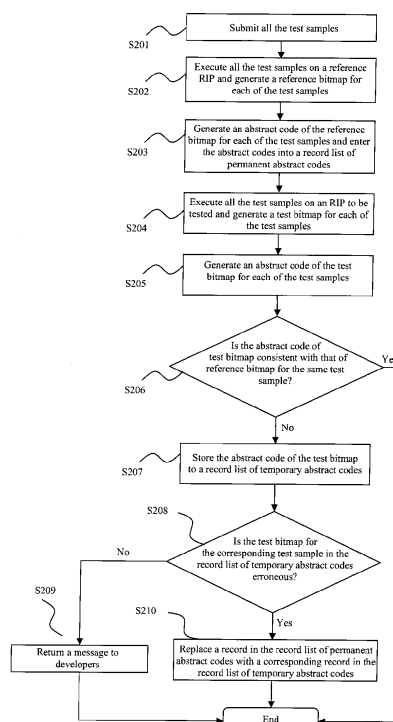 Submit all the test samples
S201
Execute all the test samples on a reference
RIP and generate a reference bitmap for
each of the test samples
S202
Generate an abstract code of the reference
bitmap for each of the test samples and enter
the abstract codes into a record list of
permanent abstract codes
S203
Execute all the test samples on an RIP to be
tested and generate a test bitmap for each of
the test samples
S204
Generate an abstract code of the test
bitmap for each of the test samples
S205
Is the abstract code of
test bitmap consistent with that of
reference bitmap for the same test
sample?
Yes
S206
No
Store the abstract code of the test bitmap
to a record list of temporary abstract codes
S207
S208
Is the test bitmap for
the corresponding test sample in the
record list of temporary abstract codes
erroneous?
No
S209
Yes
S210
Return a message to
developers
Replace a record in the record list of permanent
abstract codes with a corresponding record in the
record list of temporary abstract codes
End